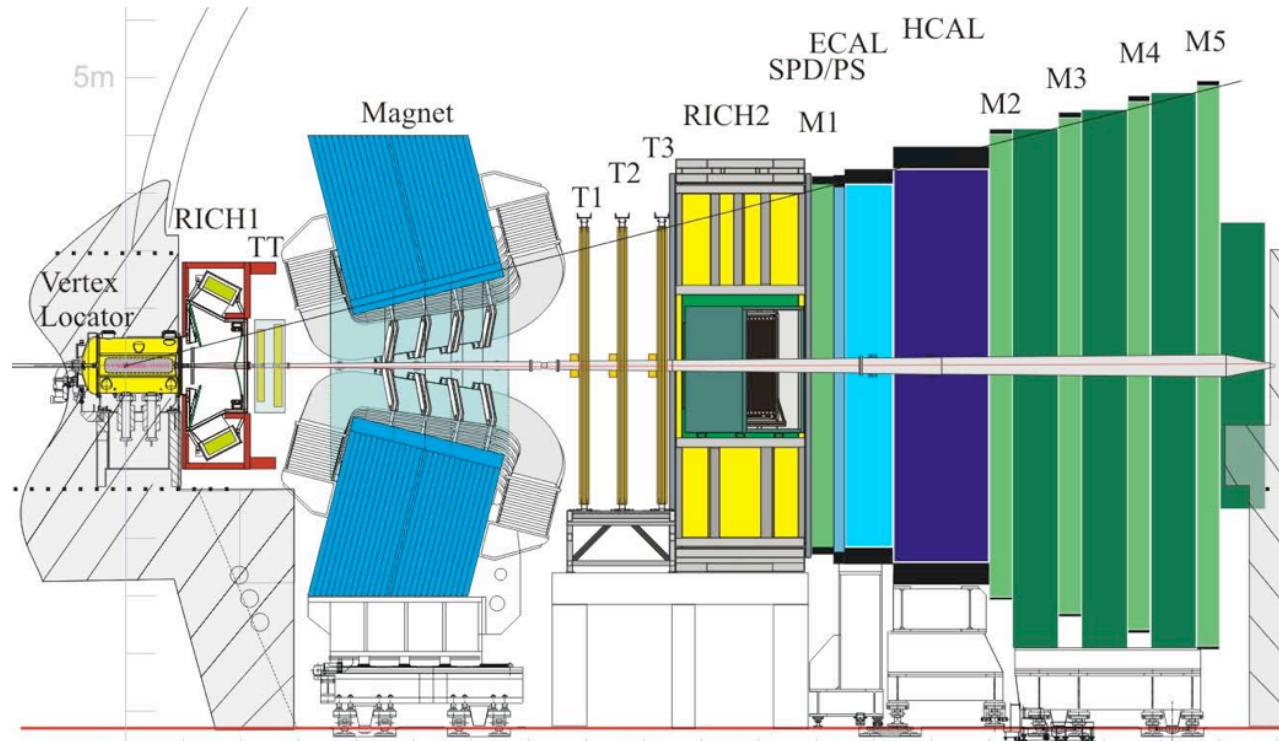 5m
ECAL
HCAL
SPD/PS
M4
M5
M3
M2
Magnet
RICH2
M1
T3
T2
T1
RICH1
TT
Vertex
Locator